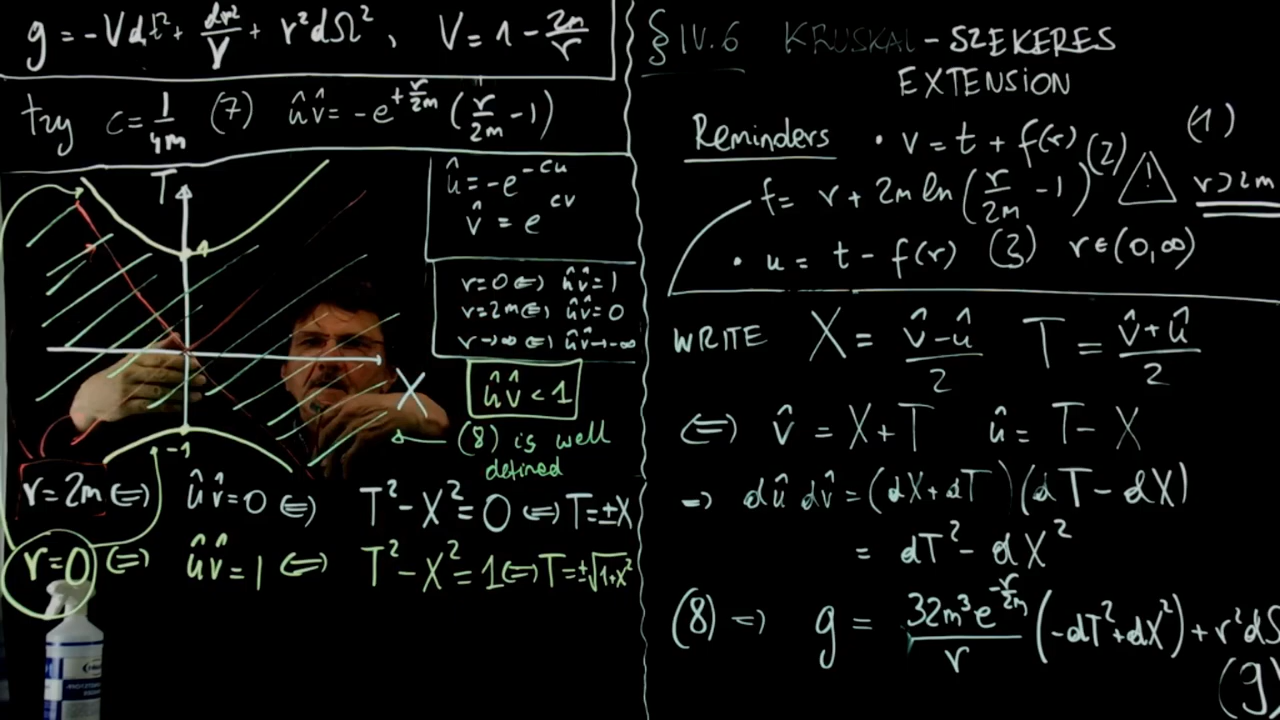 g = -Vdt² + dr²/V + r²dΩ², V = 1 - 2m/r
try c = 1/4m (7) ûv̂ = -e^{+r/2m} (r/2m - 1)
T
1
-1
X
û = -e^{-cu}
v̂ = e^{cv}
r=0 ⇔ ûv̂=1
r=2m ⇔ ûv̂=0
r→∞ ⇔ ûv̂→-∞
ûv̂ < 1
(8) is well
defined
r=2m ⇔ ûv̂=0 ⇔ T²-X²=0 ⇔ T=±X
r=0 ⇔ ûv̂=1 ⇔ T²-X²=1 ⇔ T=±√(1+X²)
§ IV.6 KRUSKAL-SZEKERES
EXTENSION
Reminders • v = t + f(r) (1)
f = r + 2m ln (r/2m - 1) (2) ! r>2m
• u = t - f(r) (3) r∈(0,∞)
WRITE X = (v̂-û)/2 T = (v̂+û)/2
⇔ v̂ = X+T û = T-X
⇒ dû dv̂ = (dX+dT)(dT-dX)
= dT² - dX²
(8) ⇒ g = 32m³e^{-r/2m}/r (-dT²+dX²) + r²dΩ
(9)